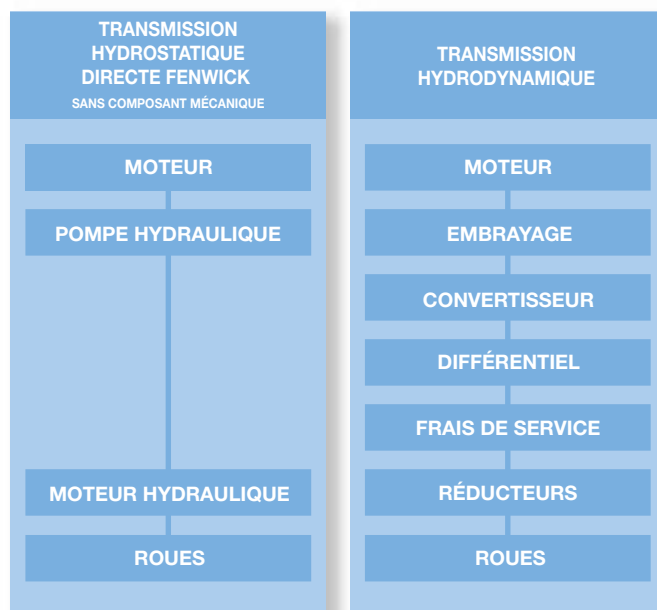 TRANSMISSION
HYDROSTATIQUE
DIRECTE FENWICK
SANS COMPOSANT MÉCANIQUE
MOTEUR
POMPE HYDRAULIQUE
MOTEUR HYDRAULIQUE
ROUES
TRANSMISSION
HYDRODYNAMIQUE
MOTEUR
EMBRAYAGE
CONVERTISSEUR
DIFFÉRENTIEL
FRAIS DE SERVICE
RÉDUCTEURS
ROUES